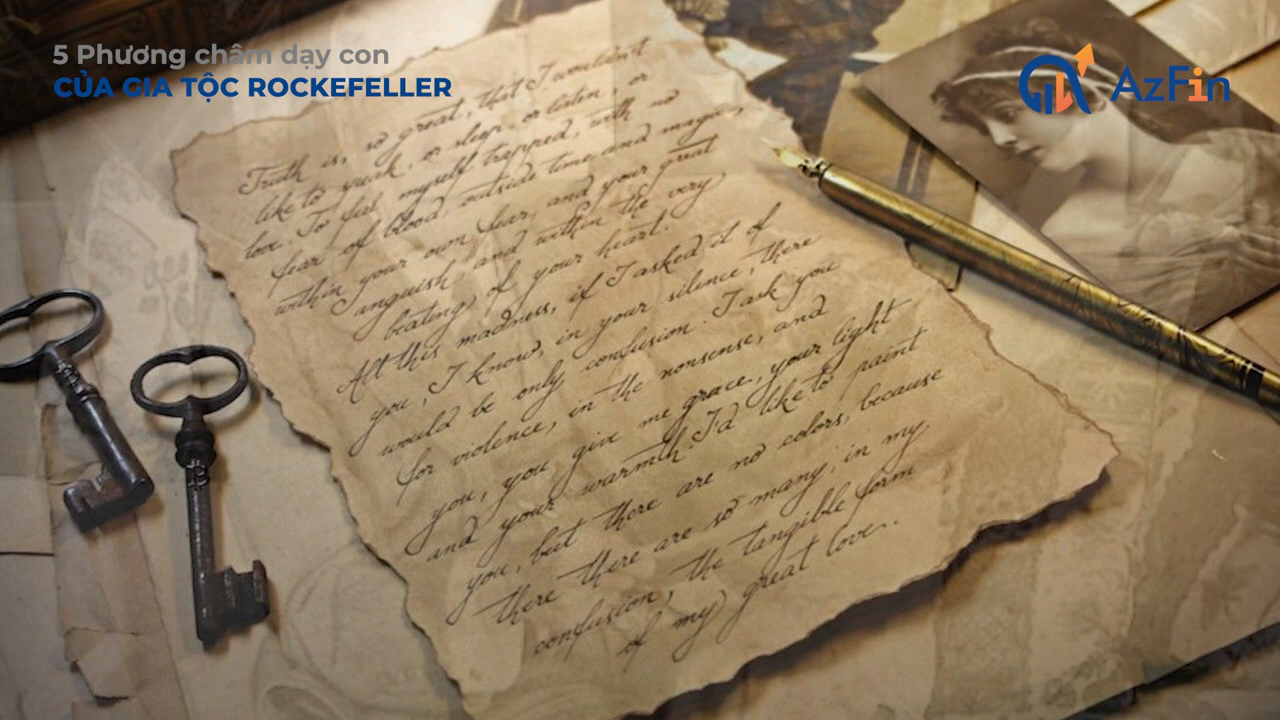 5 Phương châm dạy con
CỦA GIA TỘC ROCKEFELLER
AzFin
Truth is, so great, that I wouldn't
like to speak, or sleep, or listen, or
love. To feel myself trapped, with no
fear of blood, outside time and magic,
within your own fear, and your great
anguish and within the very
beating of your heart.
All this madness, if I asked it of
you, I know, in your silence, there
would be only confusion. I ask you
for violence, in the nonsense, and
you, you give me grace, your light
and your warmth. I'd like to paint
you, but there are no colors, because
there there are so many, in my
confusion, the tangible form
of my great love..